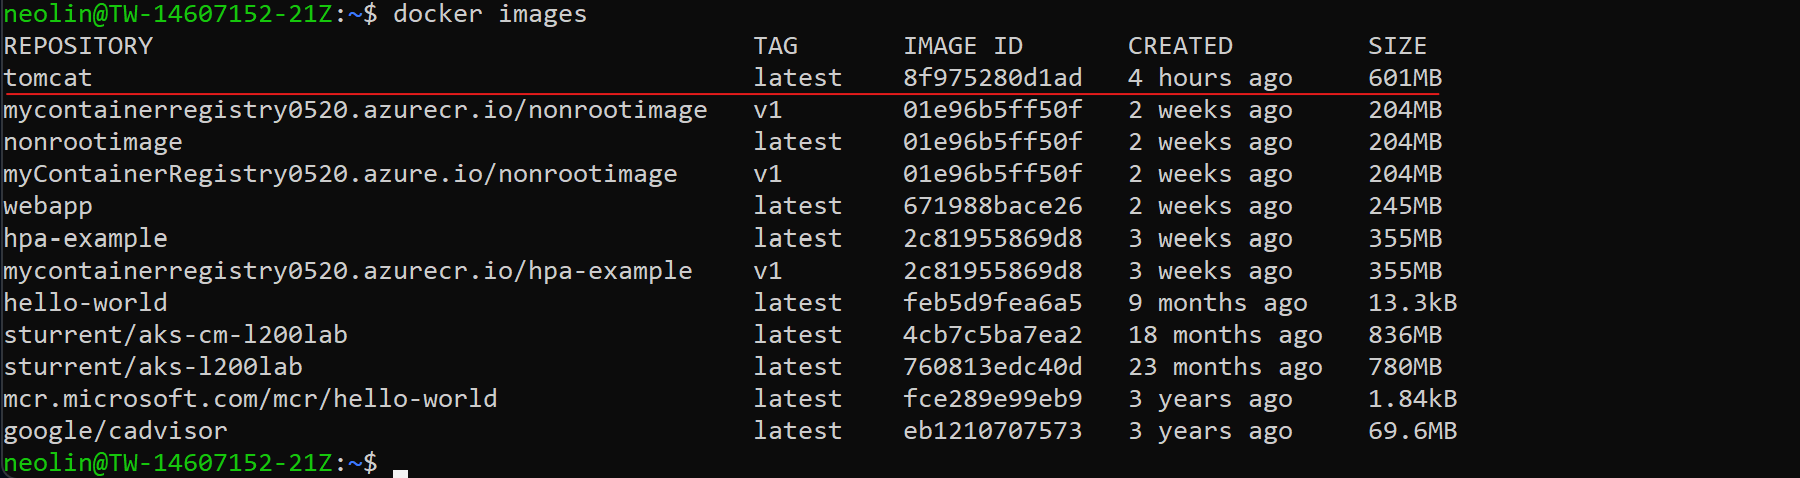 neolin@TW-14607152-21Z:~$ docker images
REPOSITORY TAG IMAGE ID CREATED SIZE
tomcat latest 8f975280d1ad 4 hours ago 601MB
mycontainerregistry0520.azurecr.io/nonrootimage v1 01e96b5ff50f 2 weeks ago 204MB
nonrootimage latest 01e96b5ff50f 2 weeks ago 204MB
myContainerRegistry0520.azure.io/nonrootimage v1 01e96b5ff50f 2 weeks ago 204MB
webapp latest 671988bace26 2 weeks ago 245MB
hpa-example latest 2c81955869d8 3 weeks ago 355MB
mycontainerregistry0520.azurecr.io/hpa-example v1 2c81955869d8 3 weeks ago 355MB
hello-world latest feb5d9fea6a5 9 months ago 13.3kB
sturrent/aks-cm-l200lab latest 4cb7c5ba7ea2 18 months ago 836MB
sturrent/aks-l200lab latest 760813edc40d 23 months ago 780MB
mcr.microsoft.com/mcr/hello-world latest fce289e99eb9 3 years ago 1.84kB
google/cadvisor latest eb1210707573 3 years ago 69.6MB
neolin@TW-14607152-21Z:~$